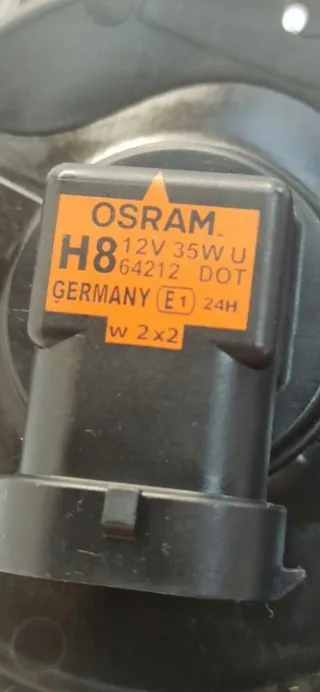 OSRAM
H8 12V 35W U
64212 DOT
GERMANY E1 24H
W 2x2